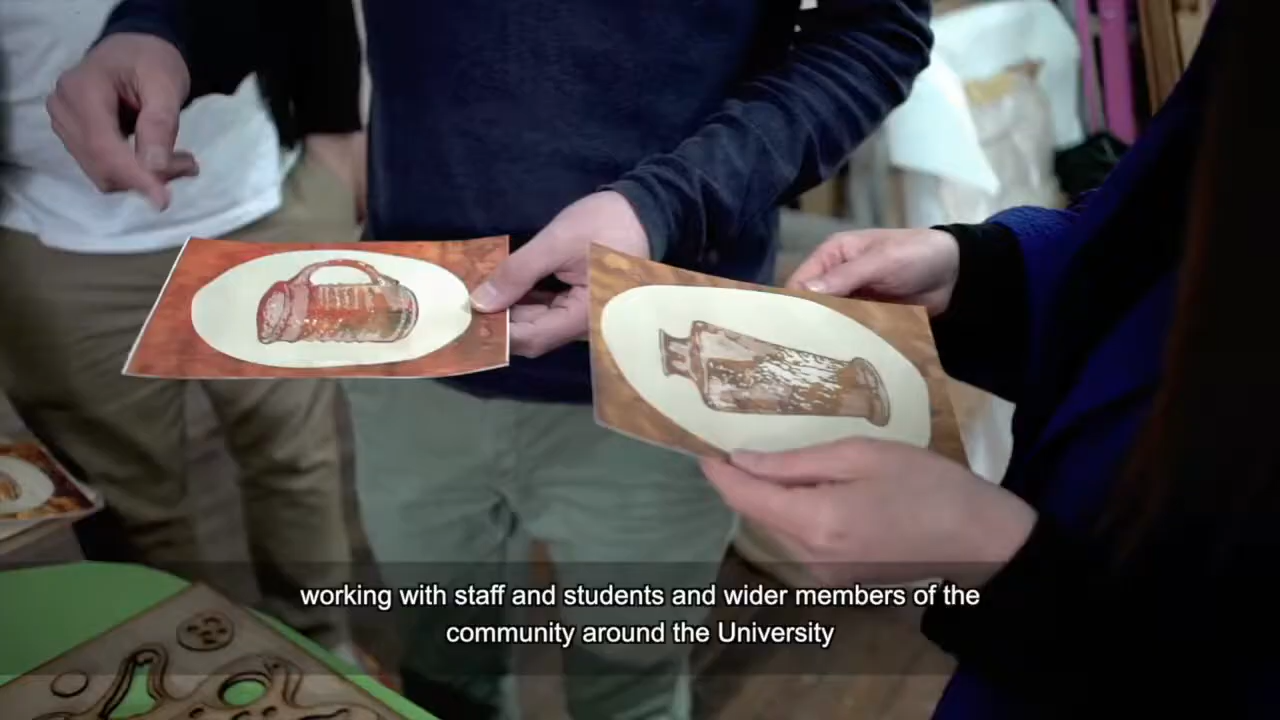 working with staff and students and wider members of the
community around the University